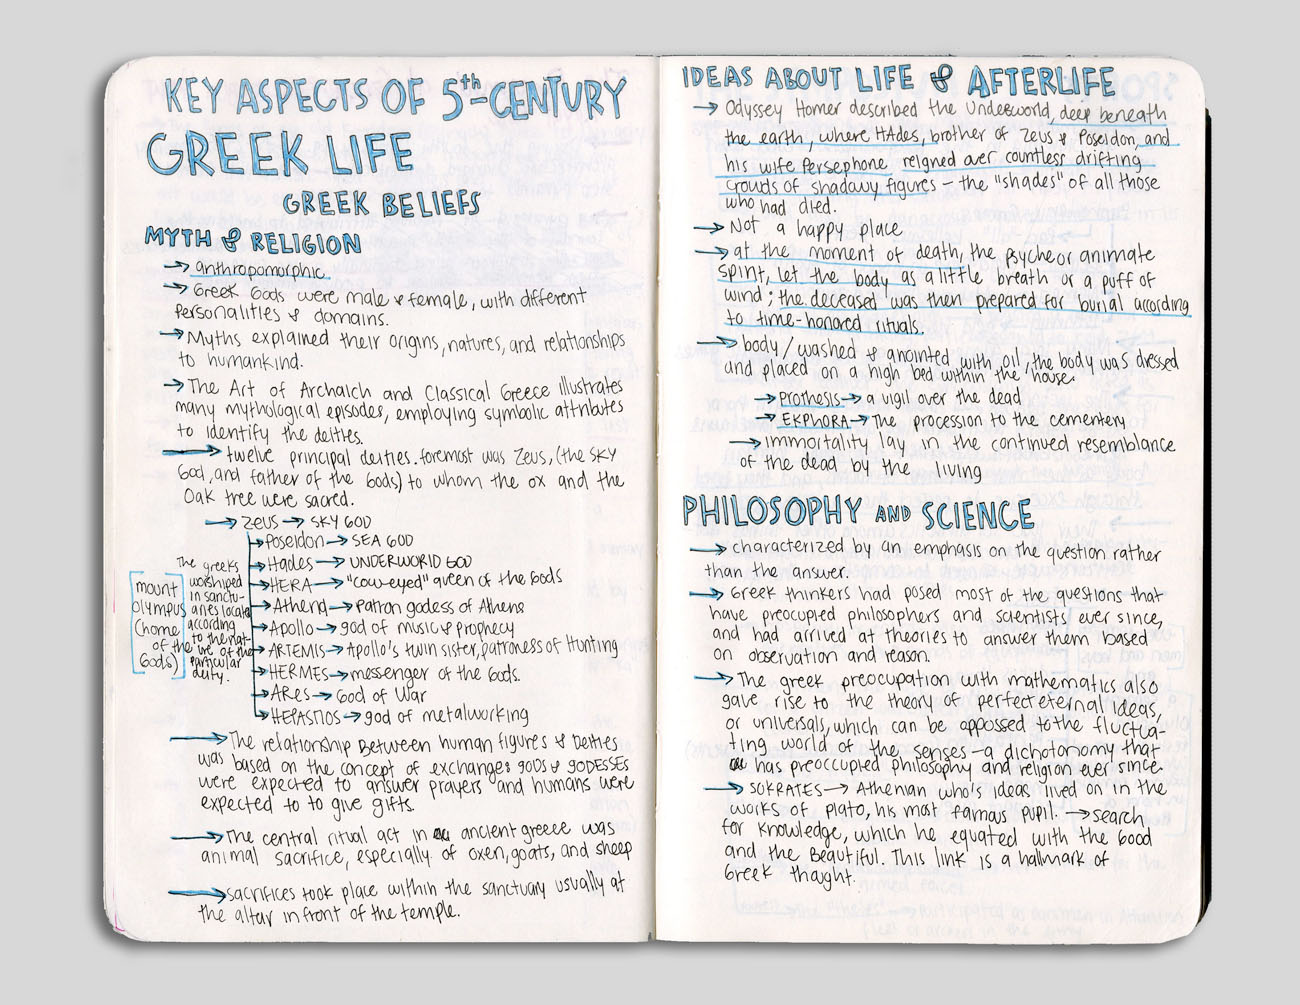 KEY ASPECTS OF 5th-CENTURY
GREEK LIFE
GREEK BELIEFS
MYTH & RELIGION
→ anthropomorphic.
→ Greek Gods were male & female, with different
personalities & domains.
→ Myths explained their origins, natures, and relationships
to humankind.
→ The Art of Archaich and Classical Greece illustrates
many mythological episodes, employing symbolic attributes
to identify the deities.
→ twelve principal deities. foremost was Zeus, (the SKY
God, and father of the Gods) to whom the ox and the
Oak tree were sacred.
→ Zeus → SKY GOD
→ Poseidon → SEA GOD
→ Hades → UNDERWORLD GOD
→ HERA → "cow-eyed" queen of the Gods
→ Athena → Patron godess of Athens
→ Apollo → god of music & prophecy
→ ARTEMIS → Apollo's twin sister, patroness of Hunting
→ HERMES → messenger of the Gods.
→ ARES → God of War
→ HEPASTIOS → god of metalworking
The greeks
worshiped
in sanctu-
aries located
according
to the nat-
ure of the
particular
deity.
mount
Olympus
(home
of the
Gods)
→ The relationship Between human figures & Deities
was based on the concept of exchange: GODS & GODESSES
were expected to answer prayers and humans were
expected to to give gifts.
→ The central ritual act in ancient greece was
animal sacrifice, especially of oxen, goats, and sheep
→ sacrifices took place within the sanctuary usually at
the altar in front of the temple.
IDEAS ABOUT LIFE & AFTERLIFE
→ Odyssey Homer described the Underworld, deep beneath
the earth, where HAdes, brother of Zeus & Poseidon, and
his wife Persephone reigned over countless drifting
crowds of shadowy figures – the "shades" of all those
who had died.
→ Not a happy place
→ at the moment of death, the psyche or animate
spirit, let the body as a little breath or a puff of
wind; the deceased was then prepared for burial according
to time-honored rituals.
→ body / washed & anointed with oil, the body was dressed
and placed on a high bed within the house.
→ Prothesis → a vigil over the dead
→ EKPHORA → The procession to the cementery
→ immortality lay in the continued resemblance
of the dead by the living
PHILOSOPHY AND SCIENCE
→ characterized by an emphasis on the question rather
than the answer.
→ Greek thinkers had posed most of the questions that
have preocupied philosophers and scientists ever since,
and had arrived at theories to answer them based
on observation and reason.
→ The greek preocupation with mathematics also
gave rise to the theory of perfect eternal ideas,
or universals, which can be opposed to the fluctua-
ting world of the senses – a dichotonomy that
has preoccupied philosophy and religion ever since.
→ SOKRATES → Athenian who's ideas lived on in the
works of plato, his most famous pupil. → search
for knowledge, which he equated with the Good
and the Beautiful. This link is a hallmark of
Greek thought.